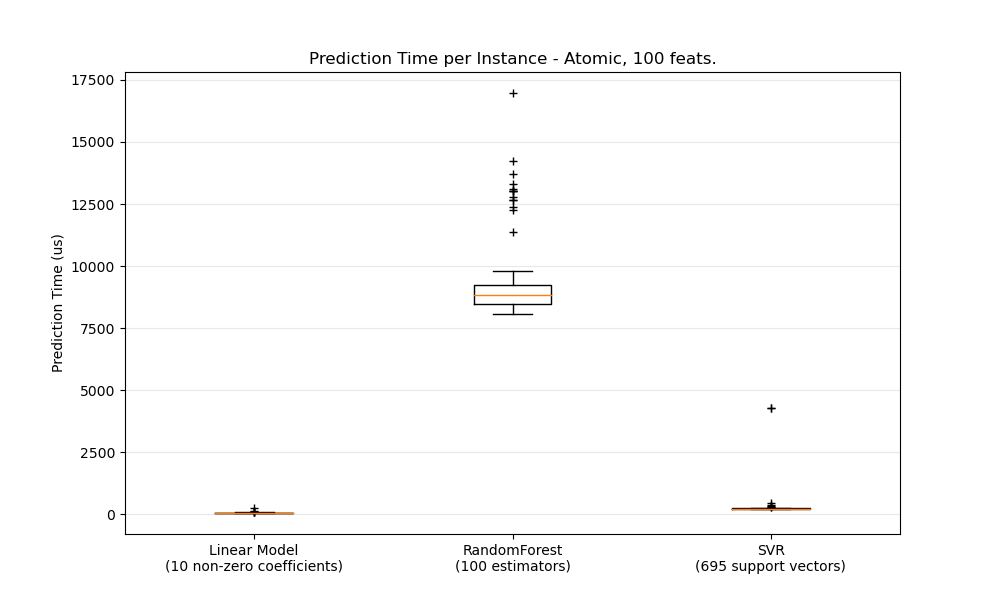 Prediction Time per Instance - Atomic, 100 feats.
17500
15000
12500
10000
7500
5000
2500
0
Prediction Time (us)
Linear Model
(10 non-zero coefficients)
RandomForest
(100 estimators)
SVR
(695 support vectors)